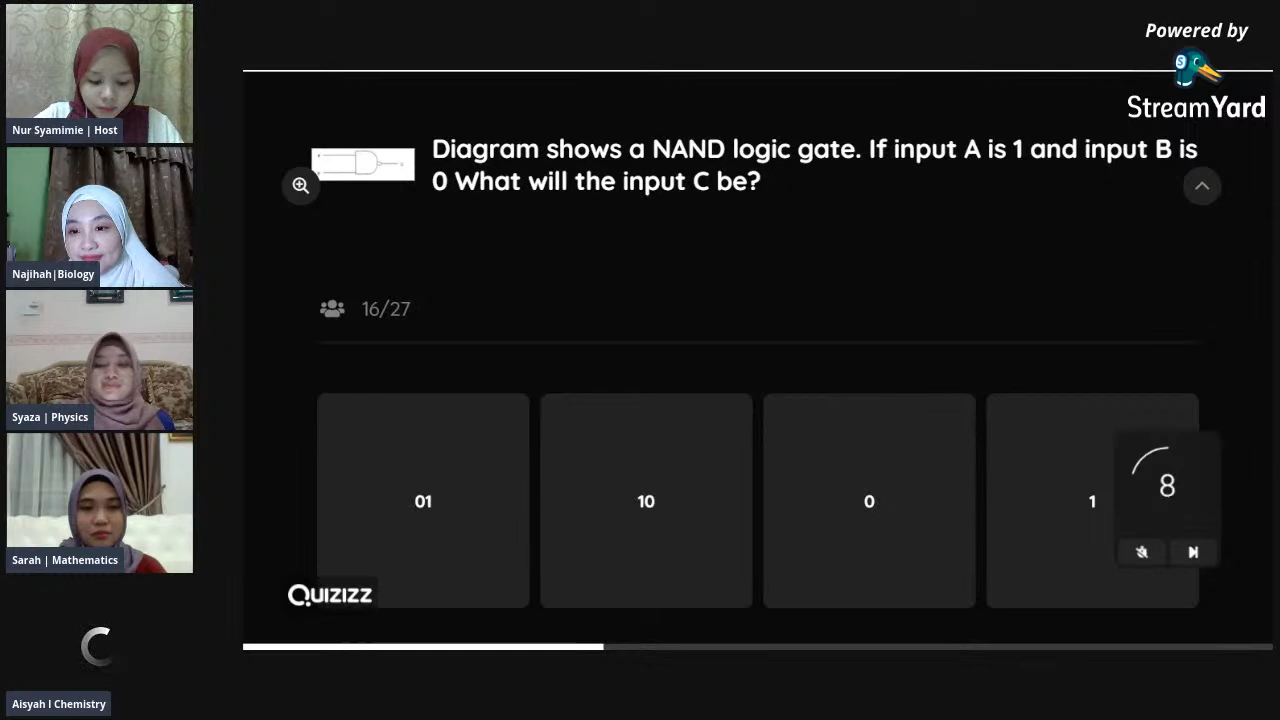 Powered by
StreamYard
Nur Syamimie | Host
Najihah|Biology
Syaza | Physics
Sarah | Mathematics
Aisyah l Chemistry
Diagram shows a NAND logic gate. If input A is 1 and input B is
0 What will the input C be?
16/27
01
10
0
1
8
QUIZIZZ